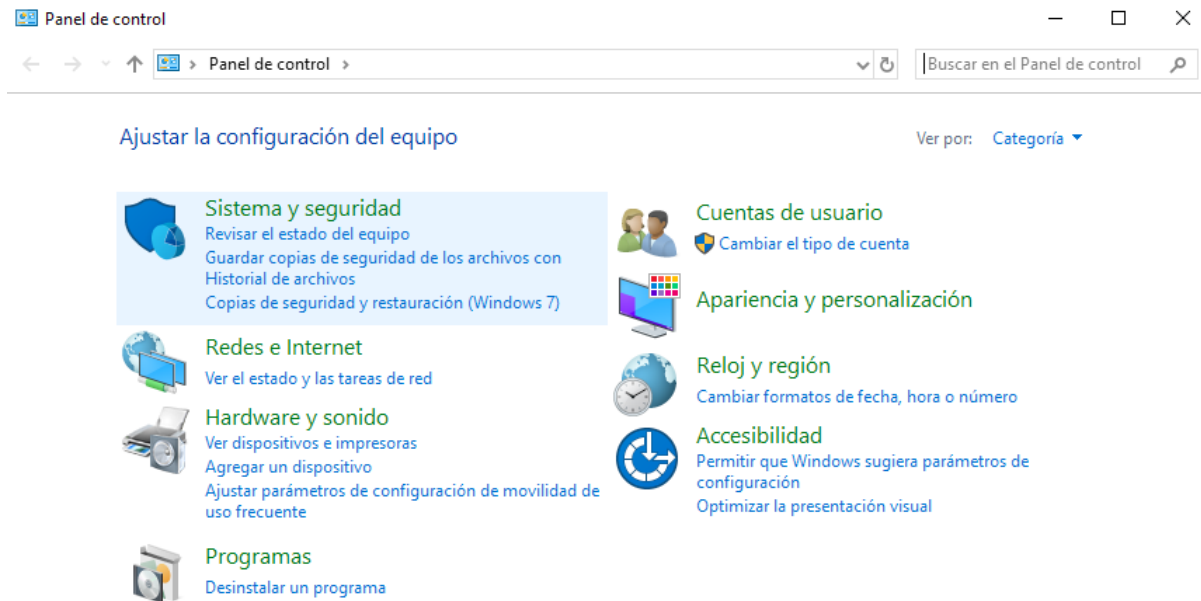 Panel de control
Panel de control
Buscar en el Panel de control
Ajustar la configuración del equipo
Ver por: Categoría
Sistema y seguridad
Revisar el estado del equipo
Guardar copias de seguridad de los archivos con
Historial de archivos
Copias de seguridad y restauración (Windows 7)
Redes e Internet
Ver el estado y las tareas de red
Hardware y sonido
Ver dispositivos e impresoras
Agregar un dispositivo
Ajustar parámetros de configuración de movilidad de
uso frecuente
Programas
Desinstalar un programa
Cuentas de usuario
Cambiar el tipo de cuenta
Apariencia y personalización
Reloj y región
Cambiar formatos de fecha, hora o número
Accesibilidad
Permitir que Windows sugiera parámetros de
configuración
Optimizar la presentación visual